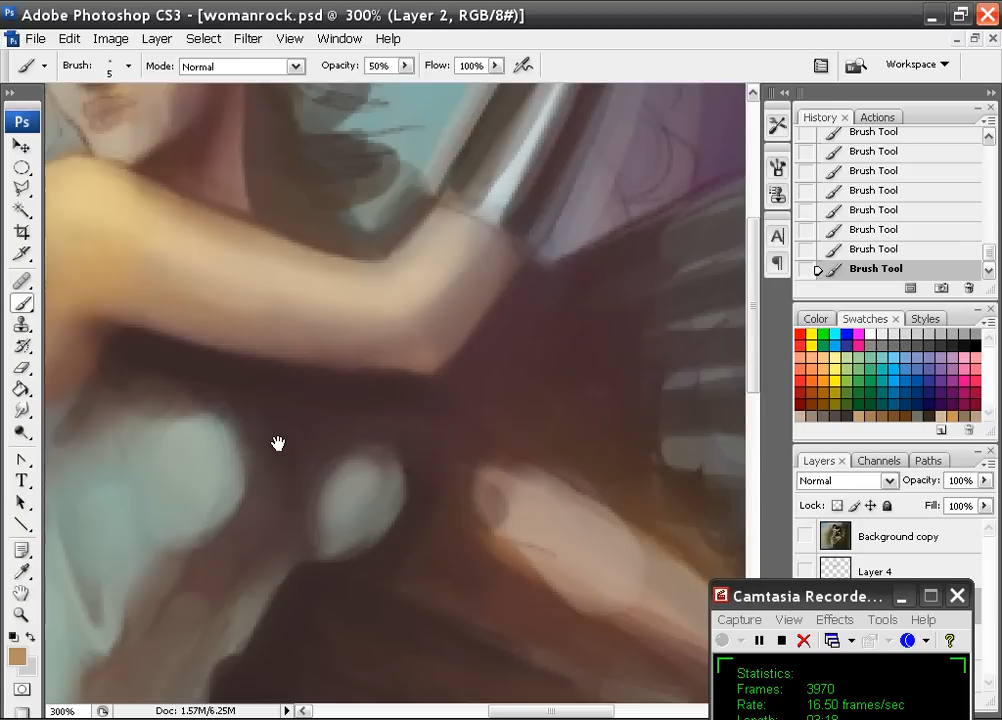 Adobe Photoshop CS3 - [womanrock.psd @ 300% (Layer 2, RGB/8#)]
File Edit Image Layer Select Filter View Window Help
Brush: 5 Mode: Normal Opacity: 50% Flow: 100% Workspace
Ps
History Actions
Brush Tool
Brush Tool
Brush Tool
Brush Tool
Brush Tool
Brush Tool
Brush Tool
Brush Tool
Color Swatches Styles
Layers Channels Paths
Normal Opacity: 100%
Lock: Fill: 100%
Background copy
Layer 4
Camtasia Recorde...
Capture View Effects Tools Help
Statistics:
Frames: 3970
Rate: 16.50 frames/sec
300% Doc: 1.57M/6.25M